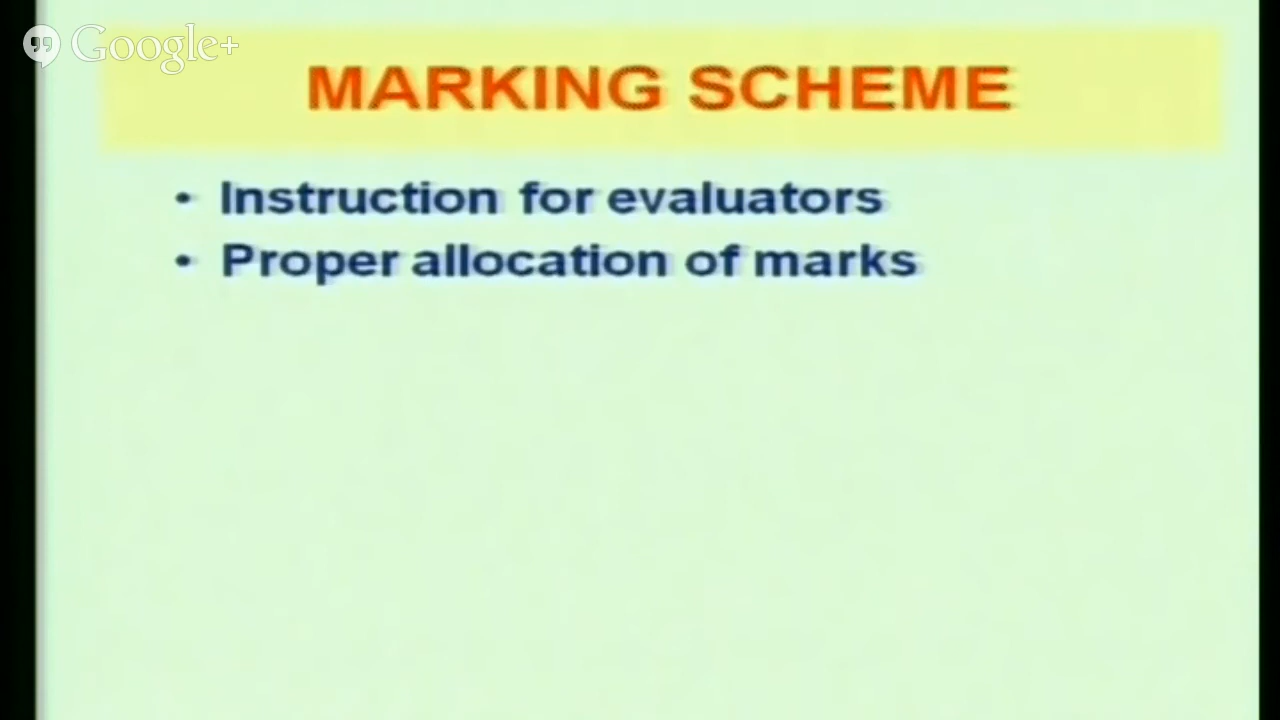 Google+
MARKING SCHEME
• Instruction for evaluators
• Proper allocation of marks